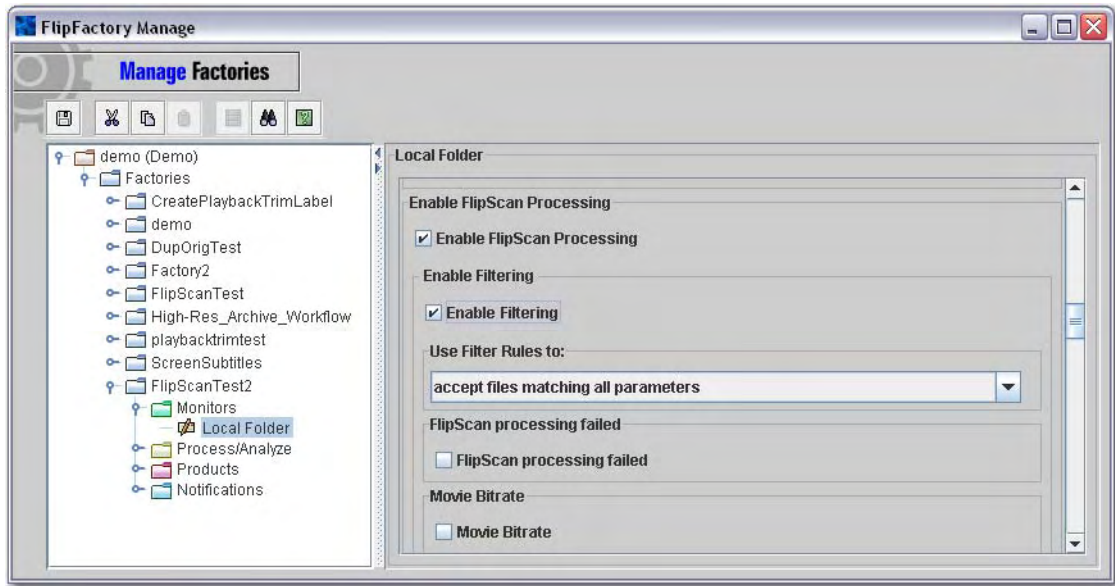 FlipFactory Manage
Manage Factories
demo (Demo)
Factories
CreatePlaybackTrimLabel
demo
DupOrigTest
Factory2
FlipScanTest
High-Res_Archive_Workflow
playbacktrimtest
ScreenSubtitles
FlipScanTest2
Monitors
Local Folder
Process/Analyze
Products
Notifications
Local Folder
Enable FlipScan Processing
Enable FlipScan Processing
Enable Filtering
Enable Filtering
Use Filter Rules to:
accept files matching all parameters
FlipScan processing failed
FlipScan processing failed
Movie Bitrate
Movie Bitrate